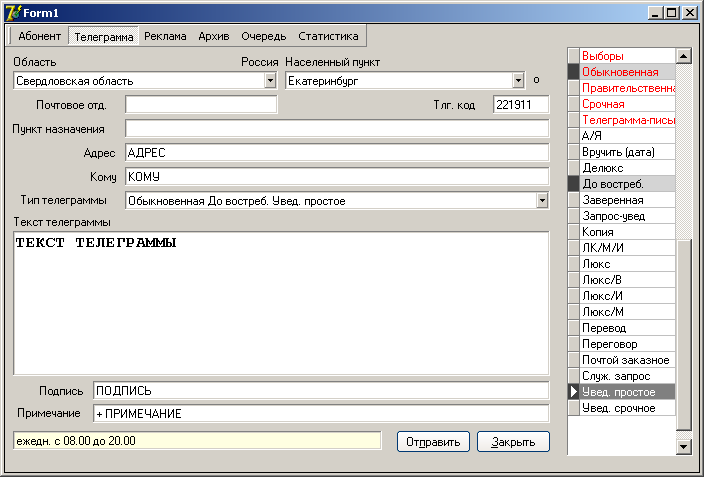 Form1
Абонент Телеграмма Реклама Архив Очередь Статистика
Область Россия Населенный пункт
Свердловская область Екатеринбург о
Почтовое отд. Тлг. код 221911
Пункт назначения
Адрес АДРЕС
Кому КОМУ
Тип телеграммы Обыкновенная До востреб. Увед. простое
Текст телеграммы
ТЕКСТ ТЕЛЕГРАММЫ
Подпись ПОДПИСЬ
Примечание + ПРИМЕЧАНИЕ
ежедн. с 08.00 до 20.00 Отправить Закрыть
Выборы
Обыкновенная
Правительственна
Срочная
Телеграмма-пись
А/Я
Вручить (дата)
Делюкс
До востреб.
Заверенная
Запрос-увед
Копия
ЛК/М/И
Люкс
Люкс/В
Люкс/И
Люкс/М
Перевод
Переговор
Почтой заказное
Служ. запрос
Увед. простое
Увед. срочное